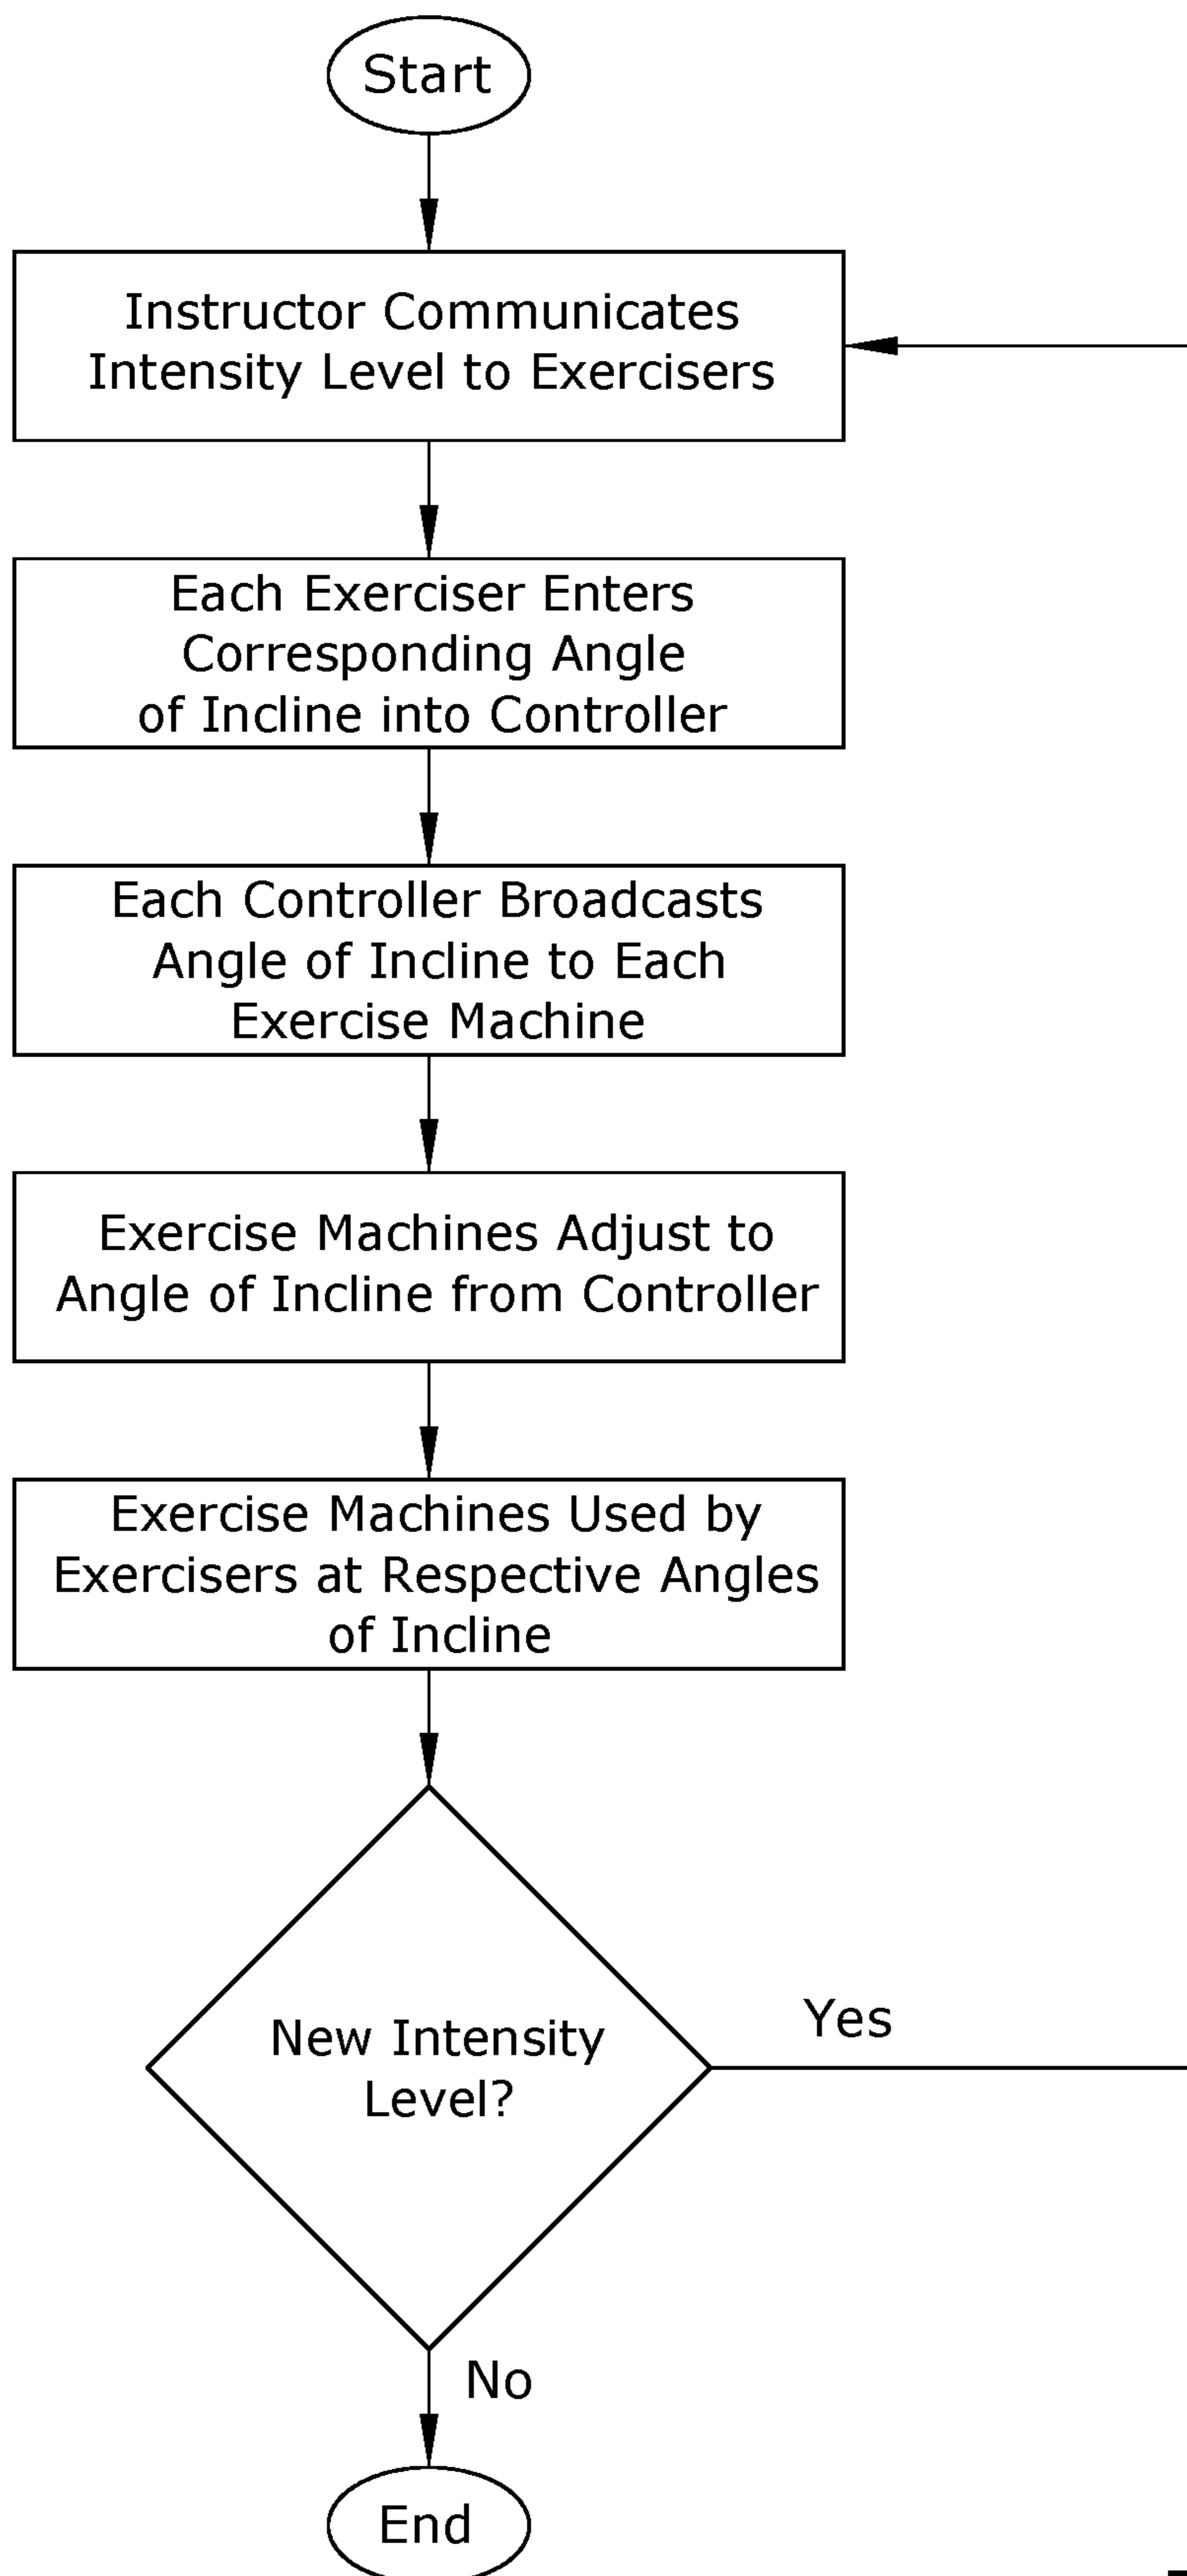 Start
Instructor Communicates
Intensity Level to Exercisers
Each Exerciser Enters
Corresponding Angle
of Incline into Controller
Each Controller Broadcasts
Angle of Incline to Each
Exercise Machine
Exercise Machines Adjust to
Angle of Incline from Controller
Exercise Machines Used by
Exercisers at Respective Angles
of Incline
New Intensity
Level?
Yes
No
End